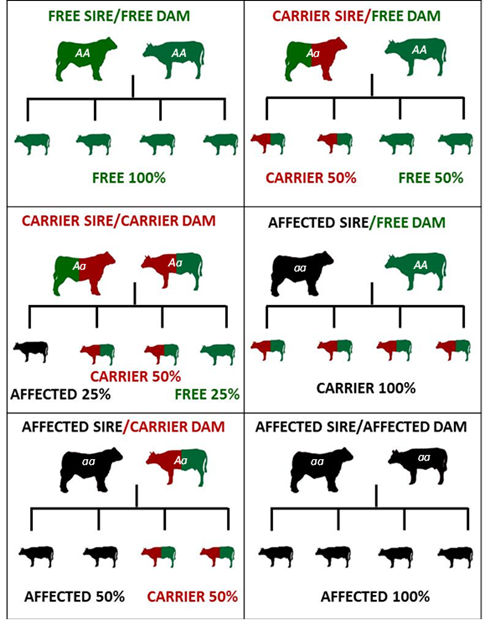 FREE SIRE/FREE DAM
AA AA
FREE 100%
CARRIER SIRE/FREE DAM
Aa AA
CARRIER 50% FREE 50%
CARRIER SIRE/CARRIER DAM
Aa Aa
CARRIER 50%
AFFECTED 25% FREE 25%
AFFECTED SIRE/FREE DAM
aa AA
CARRIER 100%
AFFECTED SIRE/CARRIER DAM
aa Aa
AFFECTED 50% CARRIER 50%
AFFECTED SIRE/AFFECTED DAM
aa aa
AFFECTED 100%